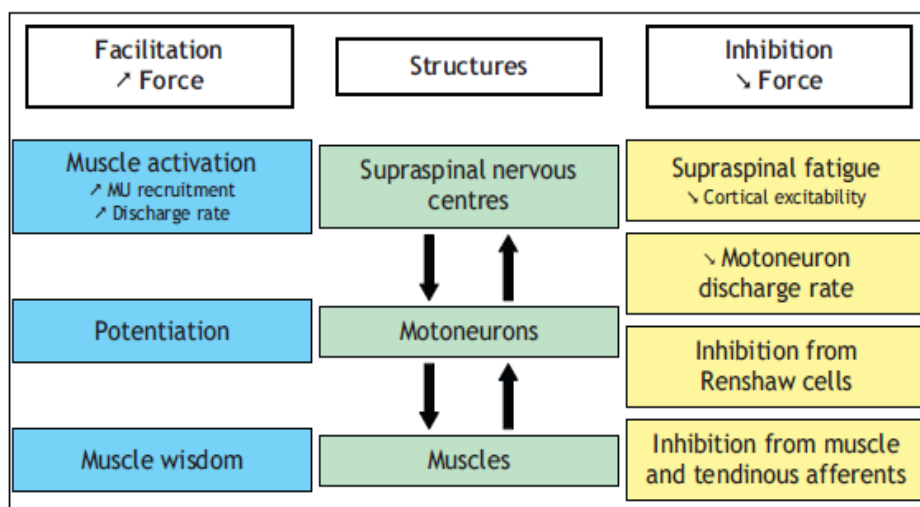 Facilitation
↗ Force
Structures
Inhibition
↘ Force
Muscle activation
↗ MU recruitment
↗ Discharge rate
Supraspinal nervous
centres
Supraspinal fatigue
↘ Cortical excitability
↘ Motoneuron
discharge rate
Potentiation
Motoneurons
Inhibition from
Renshaw cells
Muscle wisdom
Muscles
Inhibition from muscle
and tendinous afferents